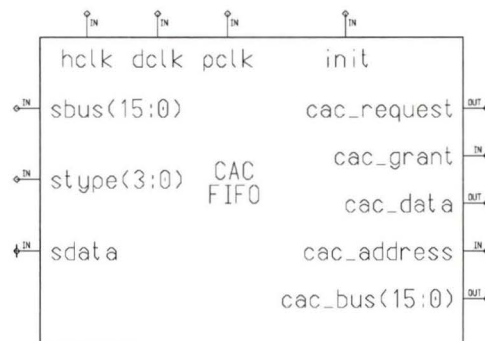 IN IN IN IN
hclk dclk pclk init
IN sbus(15:0) cac_request OUT
cac_grant IN
IN stype(3:0) CAC
FIFO
cac_data OUT
IN sdata cac_address IN
cac_bus(15:0) OUT